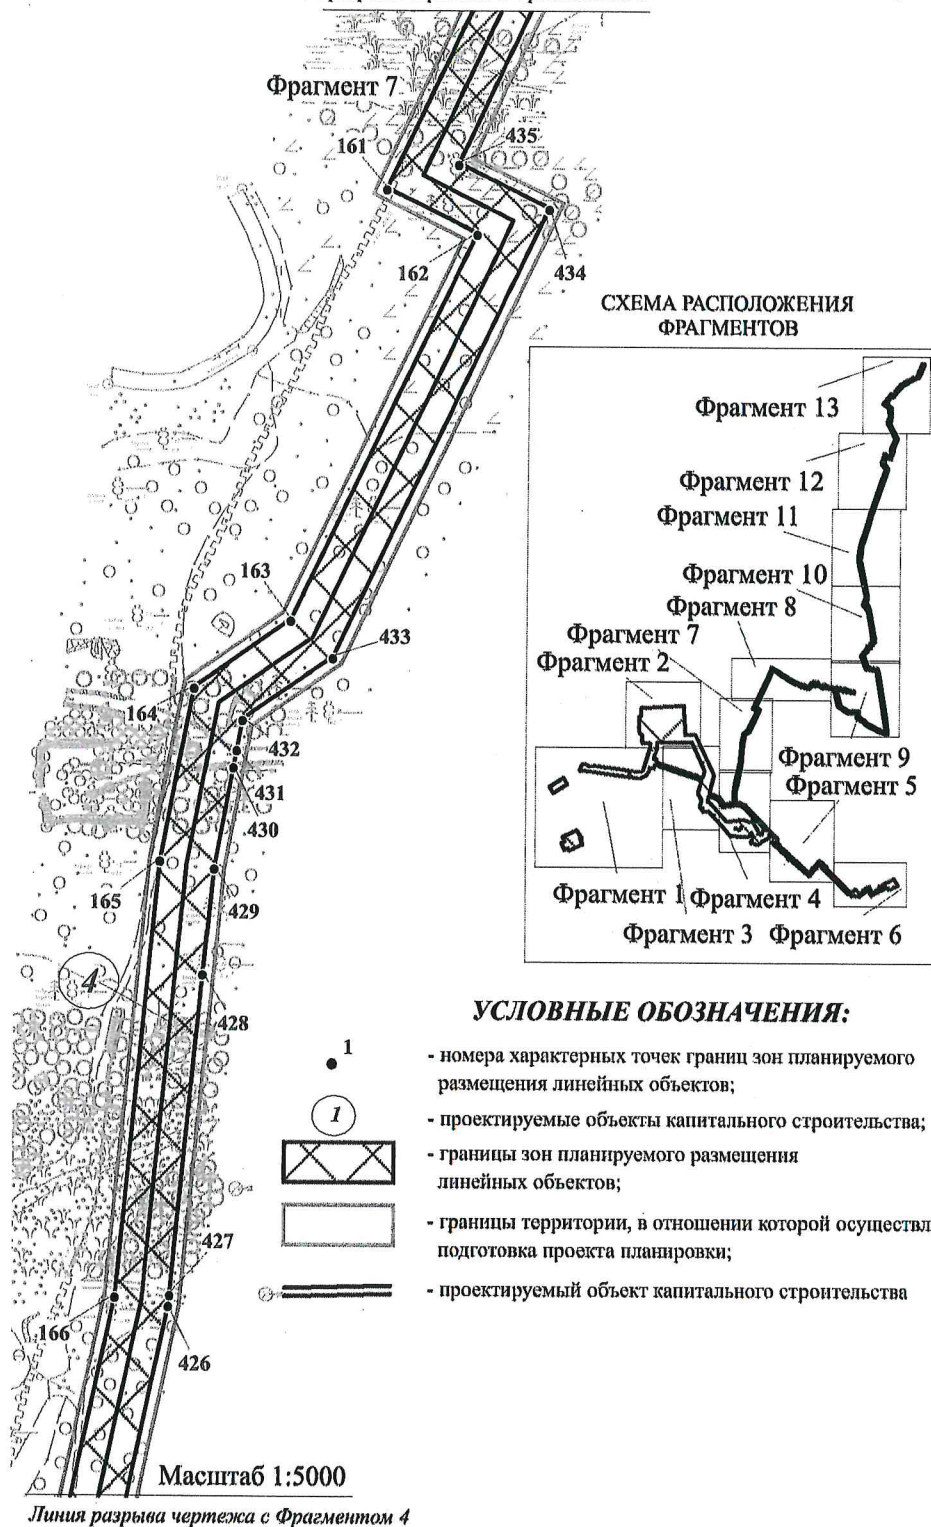 Фрагмент 7
161
435
162
434
СХЕМА РАСПОЛОЖЕНИЯ
ФРАГМЕНТОВ
Фрагмент 13
Фрагмент 12
Фрагмент 11
Фрагмент 10
Фрагмент 8
Фрагмент 7
Фрагмент 2
Фрагмент 9
Фрагмент 5
Фрагмент 1
Фрагмент 4
Фрагмент 3
Фрагмент 6
163
433
164
432
431
430
165
429
4
428
427
166
426
УСЛОВНЫЕ ОБОЗНАЧЕНИЯ:
1
- номера характерных точек границ зон планируемого
размещения линейных объектов;
1
- проектируемые объекты капитального строительства;
- границы зон планируемого размещения
линейных объектов;
- границы территории, в отношении которой осуществл
подготовка проекта планировки;
- проектируемый объект капитального строительства
Масштаб 1:5000
Линия разрыва чертежа с Фрагментом 4